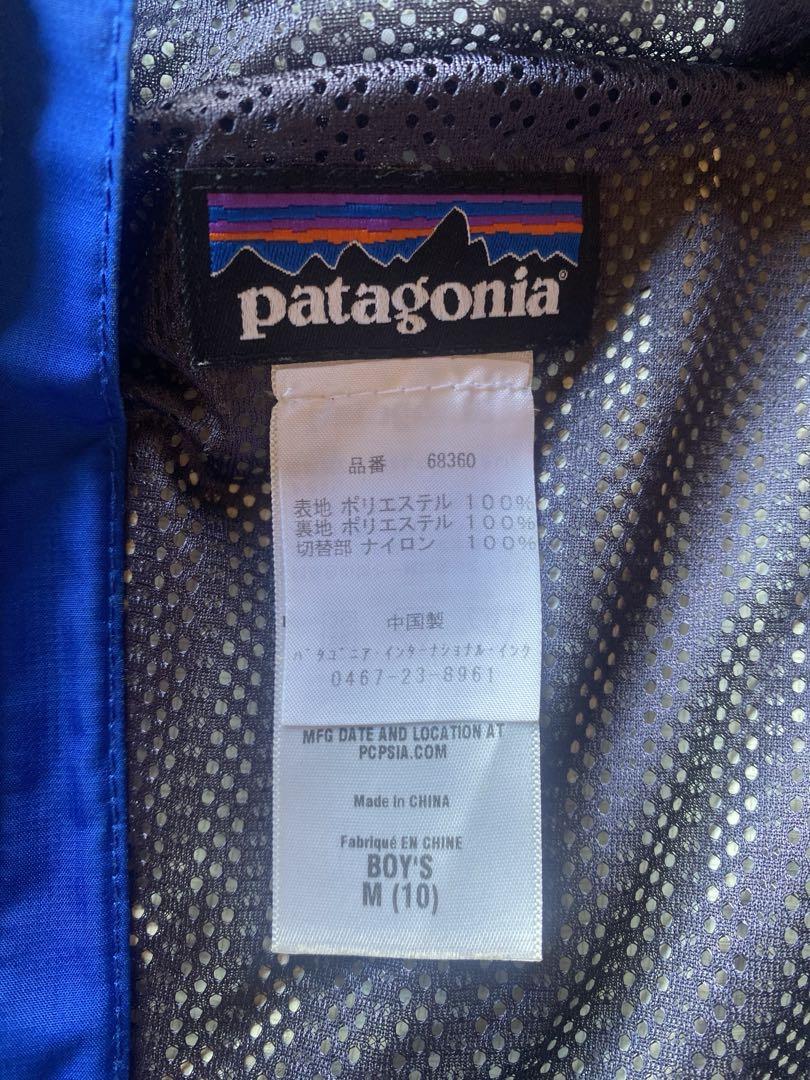 patagonia®
品番 68360
表地 ポリエステル 100%
裏地 ポリエステル 100%
切替部 ナイロン 100%
中国製
パタゴニア・インターナショナル・インク
0467-23-8961
MFG DATE AND LOCATION AT
PCPSIA.COM
Made in CHINA
Fabriqué EN CHINE
BOY'S
M (10)